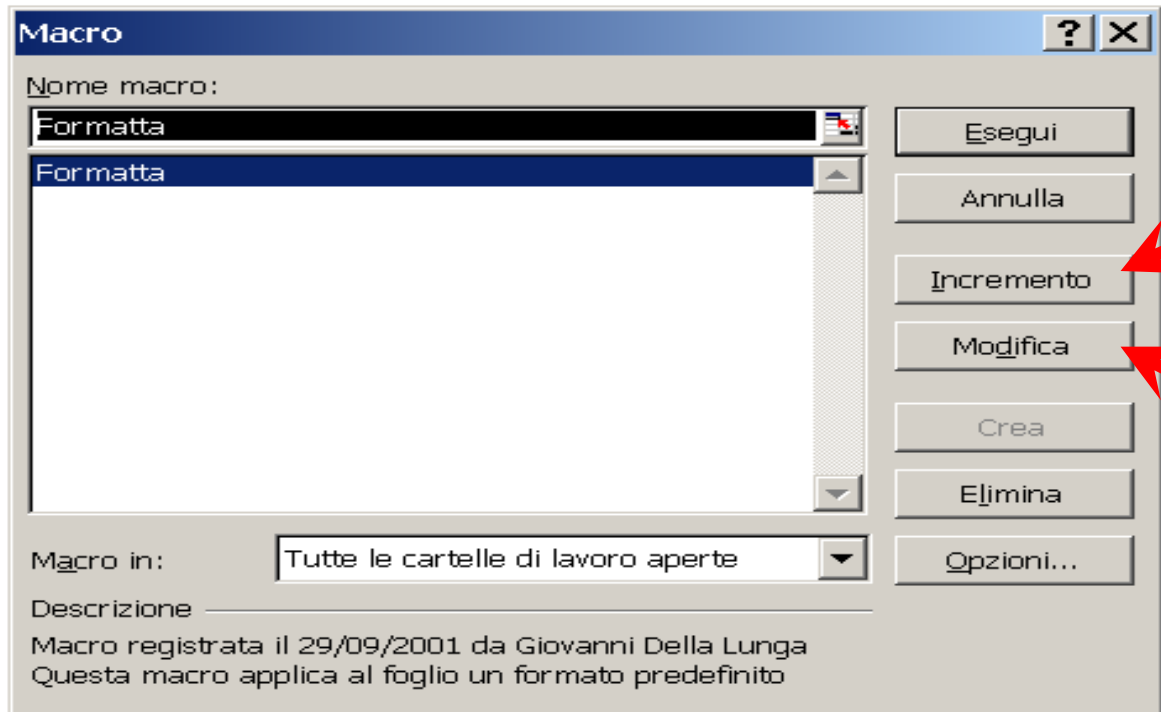 Macro
Nome macro:
Formatta
Formatta
Esegui
Annulla
Incremento
Modifica
Crea
Elimina
Opzioni...
Macro in:
Tutte le cartelle di lavoro aperte
Descrizione
Macro registrata il 29/09/2001 da Giovanni Della Lunga
Questa macro applica al foglio un formato predefinito